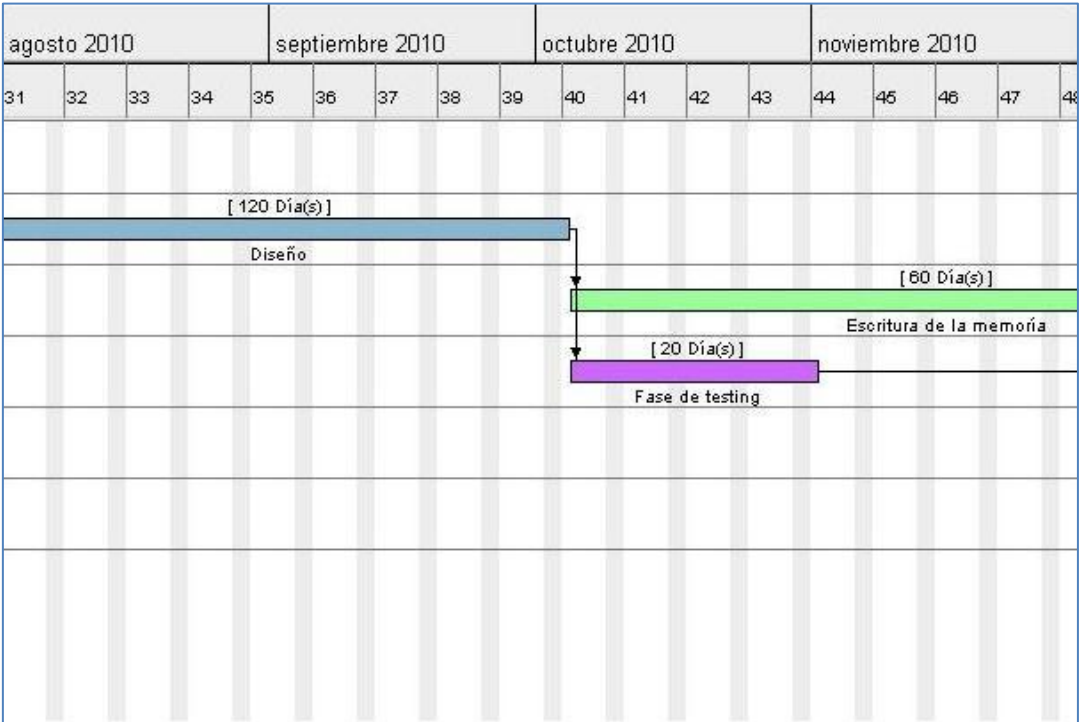 agosto 2010 septiembre 2010 octubre 2010 noviembre 2010
31 32 33 34 35 36 37 38 39 40 41 42 43 44 45 46 47
[ 120 Día(s) ]
Diseño
[ 60 Día(s) ]
Escritura de la memoría
[ 20 Día(s) ]
Fase de testing